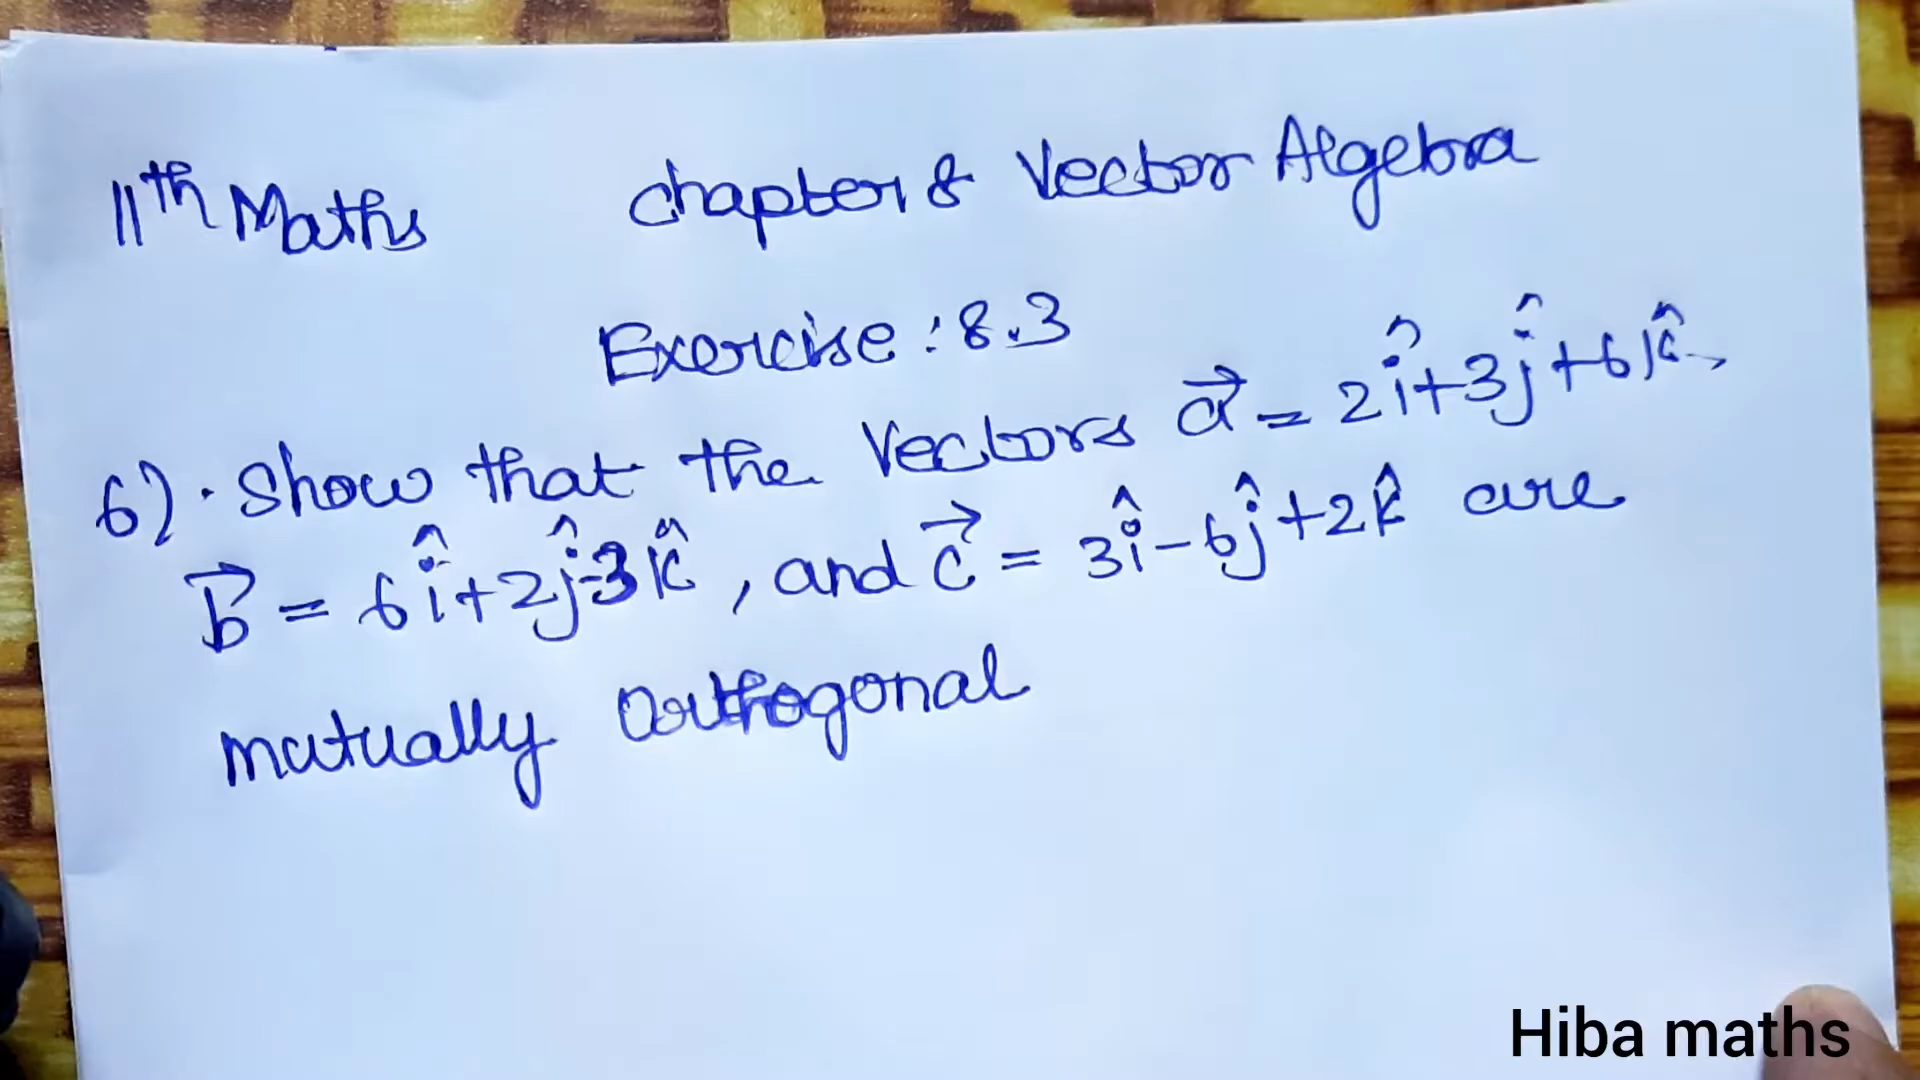 11th Maths chapter 8 Vector Algebra
Exercise : 8.3
6). Show that the Vectors a⃗ = 2î+3ĵ+6k̂,
b⃗ = 6î+2ĵ-3k̂, and c⃗ = 3î-6ĵ+2k̂ are
mutually orthogonal
Hiba maths